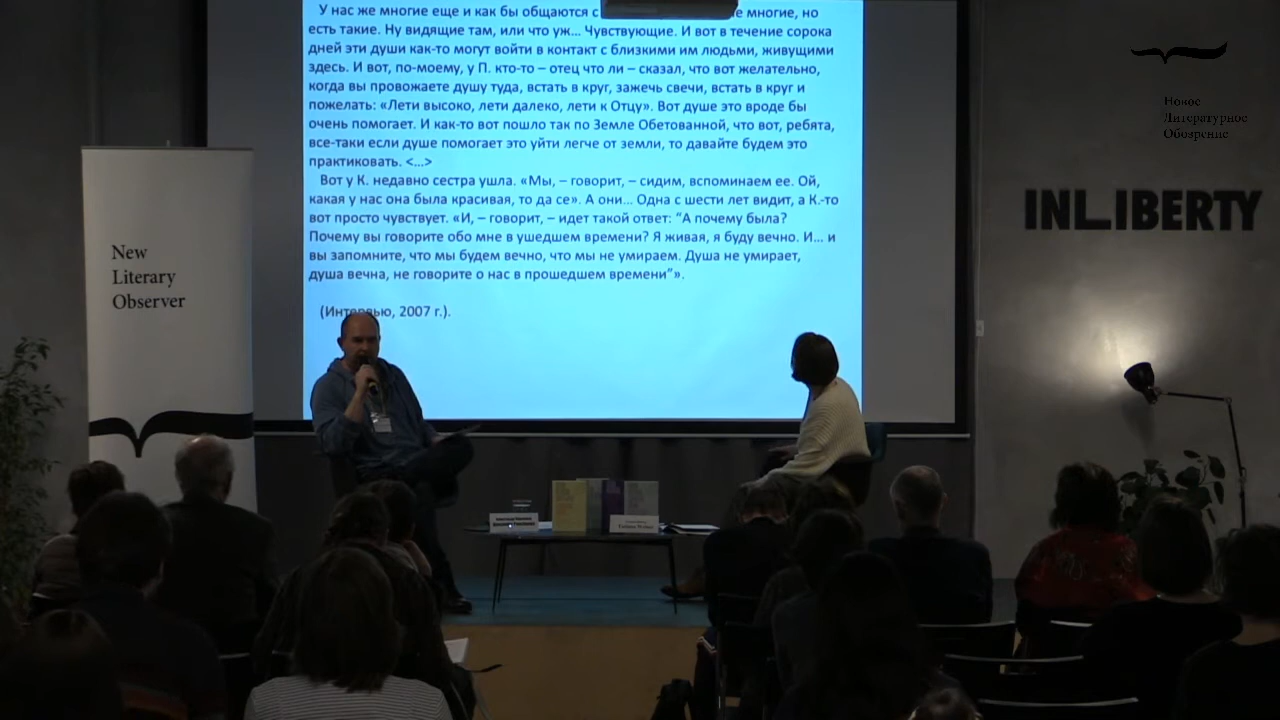 У нас же многие еще и как бы общаются с е многие, но
есть такие. Ну видящие там, или что уж… Чувствующие. И вот в течение сорока
дней эти души как-то могут войти в контакт с близкими им людьми, живущими
здесь. И вот, по-моему, у П. кто-то – отец что ли – сказал, что вот желательно,
когда вы провожаете душу туда, встать в круг, зажечь свечи, встать в круг и
пожелать: «Лети высоко, лети далеко, лети к Отцу». Вот душе это вроде бы
очень помогает. И как-то вот пошло так по Земле Обетованной, что вот, ребята,
все-таки если душе помогает это уйти легче от земли, то давайте будем это
практиковать. <…>
Вот у К. недавно сестра ушла. «Мы, – говорит, – сидим, вспоминаем ее. Ой,
какая у нас она была красивая, то да се». А они… Одна с шести лет видит, а К.-то
вот просто чувствует. «И, – говорит, – идет такой ответ: “А почему была?
Почему вы говорите обо мне в ушедшем времени? Я живая, я буду вечно. И… и
вы запомните, что мы будем вечно, что мы не умираем. Душа не умирает,
душа вечна, не говорите о нас в прошедшем времени”».
(Интервью, 2007 г.).
New
Literary
Observer
Новое
Литературное
Обозрение
INLIBERTY